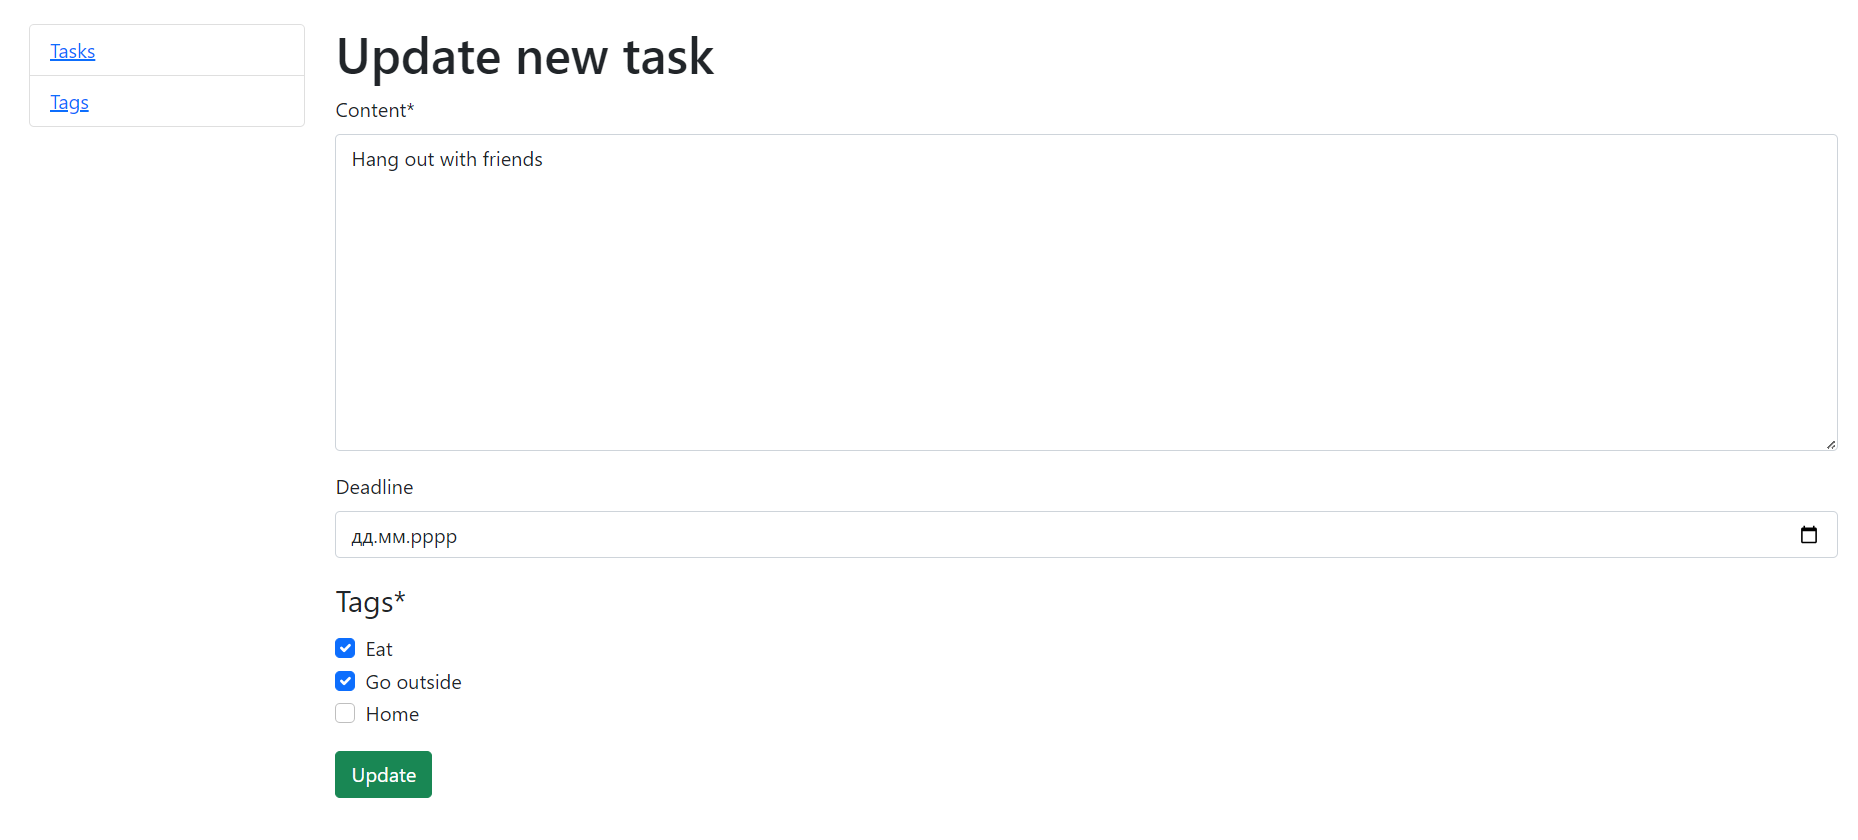 Tasks
Tags
Update new task
Content*
Hang out with friends
Deadline
дд.мм.рррр
Tags*
Eat
Go outside
Home
Update